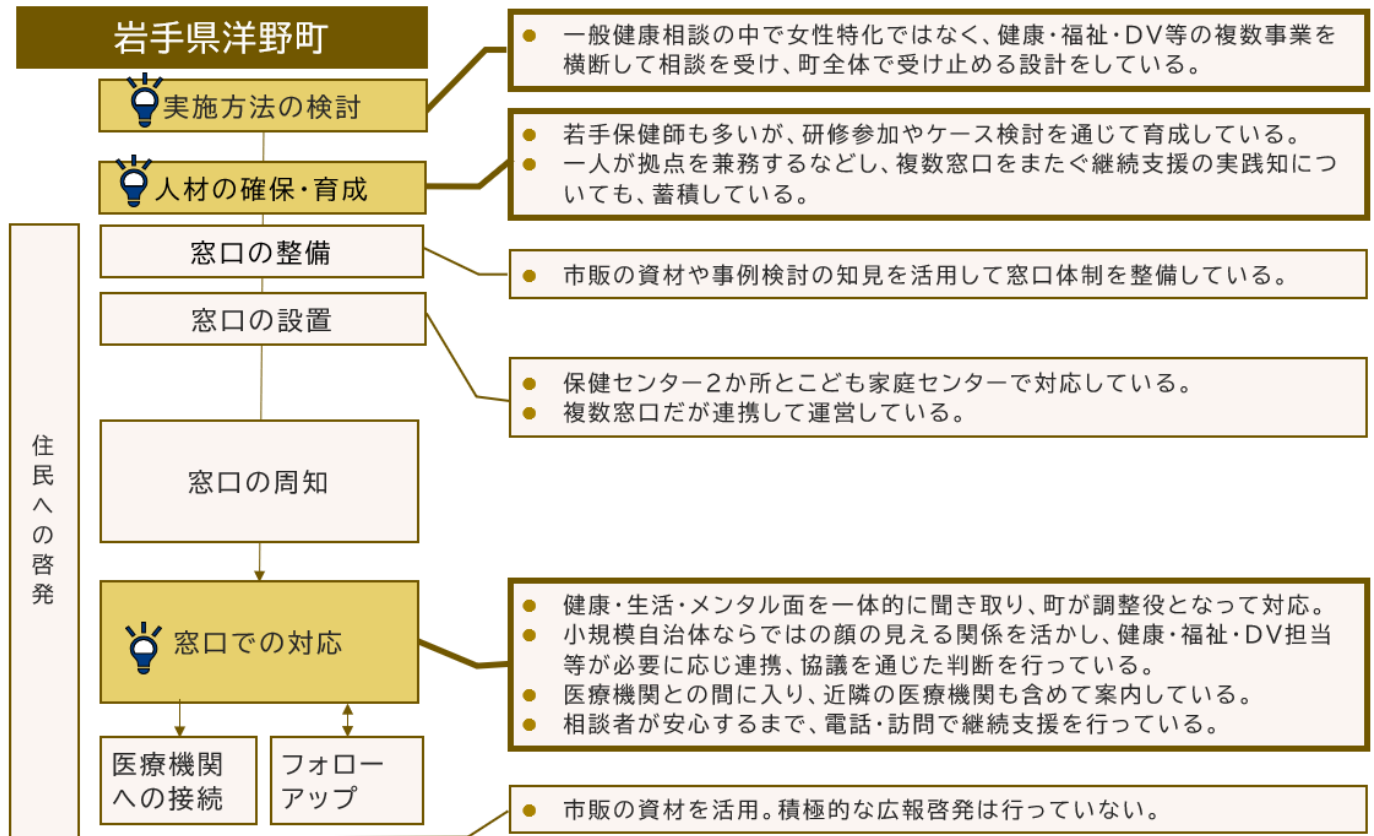 岩手県洋野町
● 一般健康相談の中で女性特化ではなく、健康・福祉・DV等の複数事業を
横断して相談を受け、町全体で受け止める設計をしている。
実施方法の検討
● 若手保健師も多いが、研修参加やケース検討を通じて育成している。
● 一人が拠点を兼務するなどし、複数窓口をまたぐ継続支援の実践知につ
いても、蓄積している。
人材の確保・育成
窓口の整備
● 市販の資材や事例検討の知見を活用して窓口体制を整備している。
窓口の設置
● 保健センター2か所とこども家庭センターで対応している。
● 複数窓口だが連携して運営している。
住民への啓発
窓口の周知
窓口での対応
● 健康・生活・メンタル面を一体的に聞き取り、町が調整役となって対応。
● 小規模自治体ならではの顔の見える関係を活かし、健康・福祉・DV担当
等が必要に応じ連携、協議を通じた判断を行っている。
● 医療機関との間に入り、近隣の医療機関も含めて案内している。
● 相談者が安心するまで、電話・訪問で継続支援を行っている。
医療機関
への接続
フォロー
アップ
● 市販の資材を活用。積極的な広報啓発は行っていない。